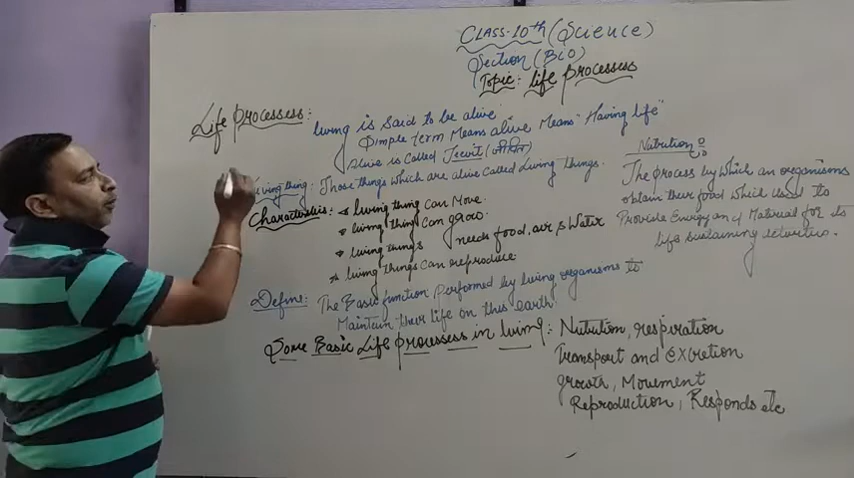 CLASS-10th (Science)
Section (BIO)
Topic: life processess
Life processess: living is said to be alive
Simple term Means alive Means "Having life"
Alive is called Jeevit (जीवित)
Living thing: Those things which are alive called Living Things.
Characteristics: living thing can Move.
living thing can grow.
living things needs food, air & Water
living things can reproduce
Define: The Basic function Performed by living organisms to
Maintain their life on this earth
Some Basic Life processess in living: Nutrition, respiration
Transport and excretion
growth, Movement
Reproduction, Responds etc
Nutrition:
The process by which an organisms
obtain their food which used to
Provide Energy and Material for its
life sustaining